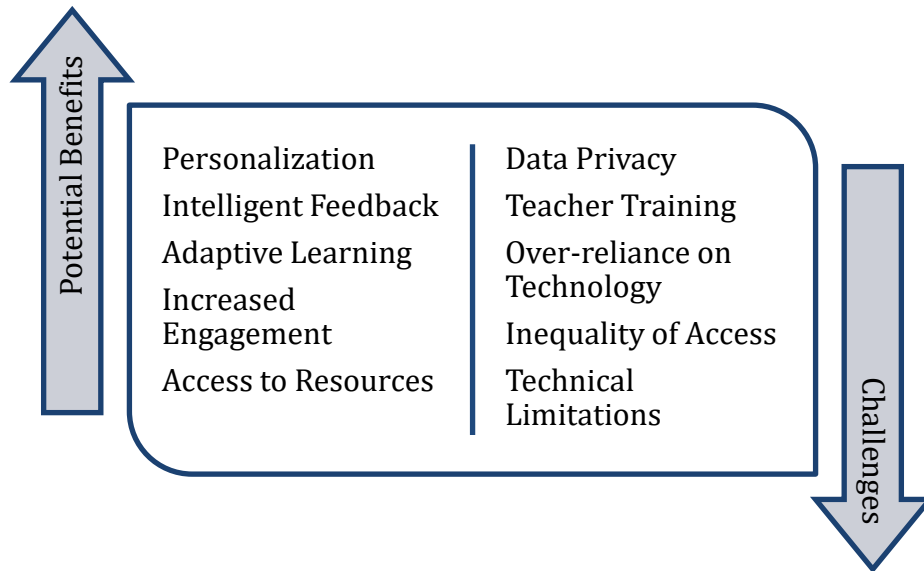 Potential Benefits
Personalization
Intelligent Feedback
Adaptive Learning
Increased
Engagement
Access to Resources
Data Privacy
Teacher Training
Over-reliance on
Technology
Inequality of Access
Technical
Limitations
Challenges